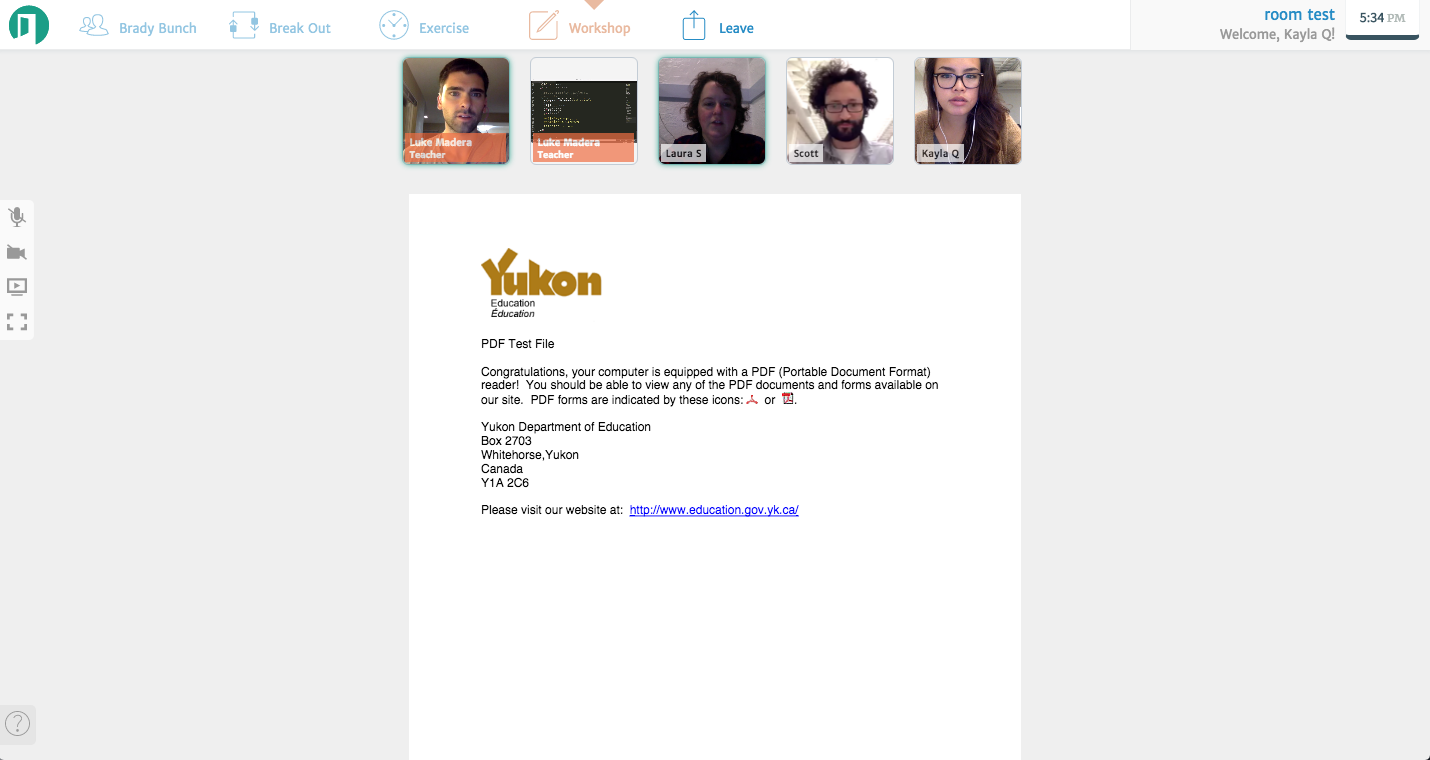 Brady Bunch
Break Out
Exercise
Workshop
Leave
room test
Welcome, Kayla Q!
5:34 PM
Luke Madera
Teacher
Luke Madera
Teacher
Laura S
Scott
Kayla Q
Yukon
Education
Éducation
PDF Test File
Congratulations, your computer is equipped with a PDF (Portable Document Format)
reader!  You should be able to view any of the PDF documents and forms available on
our site.  PDF forms are indicated by these icons: or .
Yukon Department of Education
Box 2703
Whitehorse,Yukon
Canada
Y1A 2C6
Please visit our website at:  http://www.education.gov.yk.ca/
?